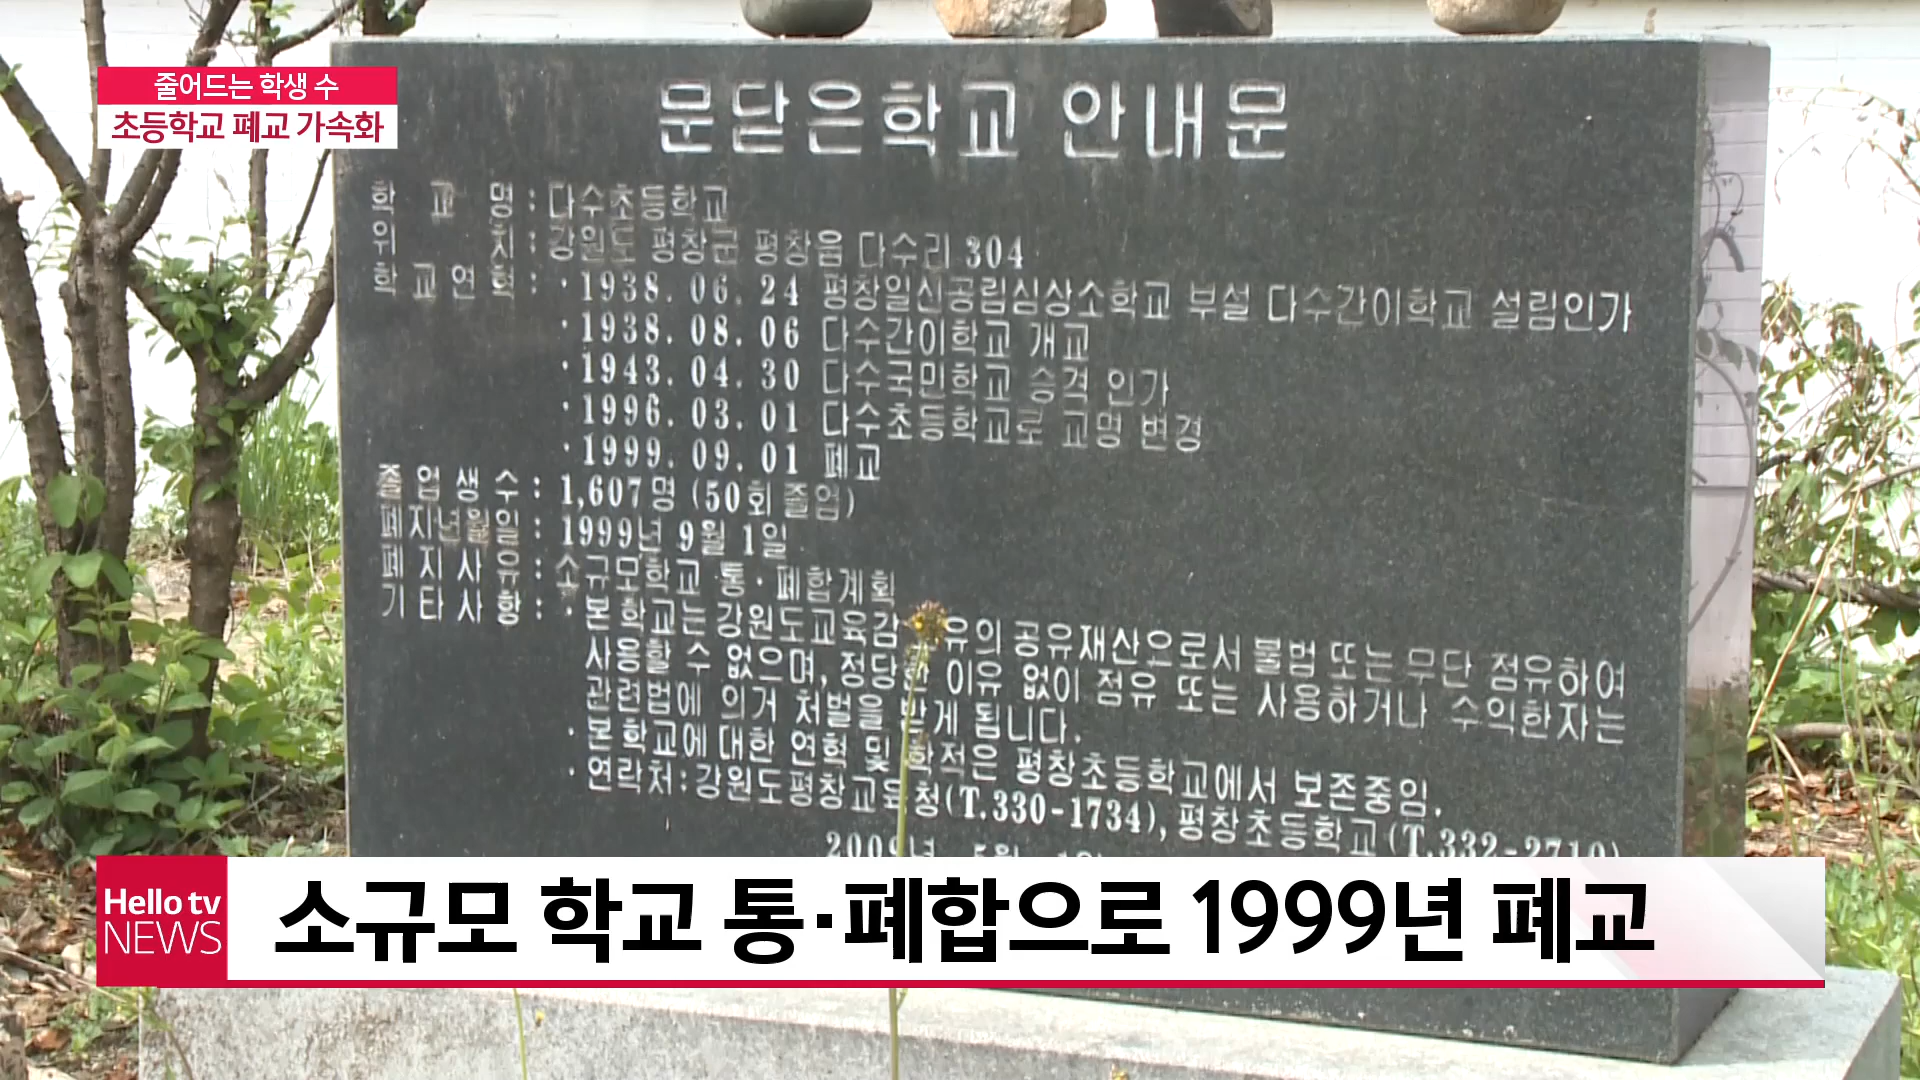 줄어드는 학생 수
초등학교 폐교 가속화
문닫은학교 안내문
학 교 명 : 다수초등학교
위 치 : 강원도 평창군 평창읍 다수리 304
학교연혁 : · 1938. 06. 24 평창일신공립심상소학교 부설 다수간이학교 설립인가
· 1938. 08. 06 다수간이학교 개교
· 1943. 04. 30 다수국민학교 승격 인가
· 1996. 03. 01 다수초등학교로 교명 변경
· 1999. 09. 01 폐교
졸업생수 : 1,607명 (50회 졸업)
폐지년월일 : 1999년 9월 1일
폐지사유 : 소규모학교 통·폐합계획
기타사항 : · 본 학교는 강원도교육감 유의 공유재산으로서 불법 또는 무단 점유하여
사용할 수 없으며, 정당한 이유 없이 점유 또는 사용하거나 수익한자는
관련법에 의거 처벌을 받게 됩니다.
· 본학교에 대한 연혁 및 학적은 평창초등학교에서 보존중임.
· 연락처 : 강원도평창교육청(T.330-1734), 평창초등학교(T.332-2710)
Hello tv
NEWS
소규모 학교 통·폐합으로 1999년 폐교